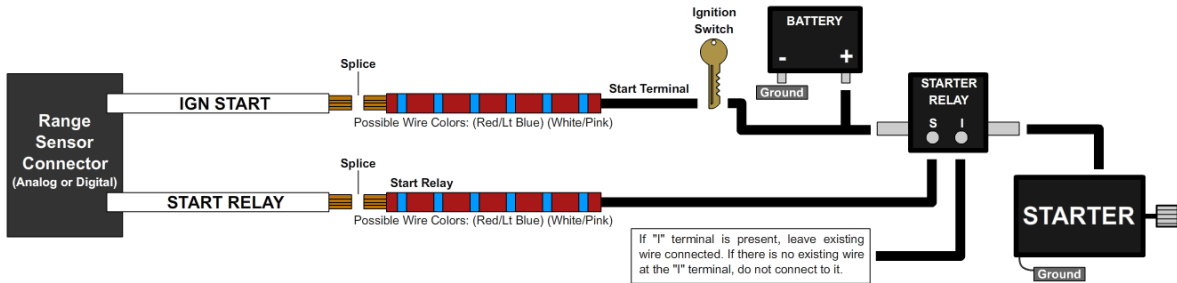 Range
Sensor
Connector
(Analog or Digital)
IGN START
Splice
Possible Wire Colors: (Red/Lt Blue) (White/Pink)
Start Terminal
Ignition
Switch
BATTERY
- +
Ground
STARTER
RELAY
S I
START RELAY
Splice
Start Relay
Possible Wire Colors: (Red/Lt Blue) (White/Pink)
If "I" terminal is present, leave existing
wire connected. If there is no existing wire
at the "I" terminal, do not connect to it.
STARTER
Ground